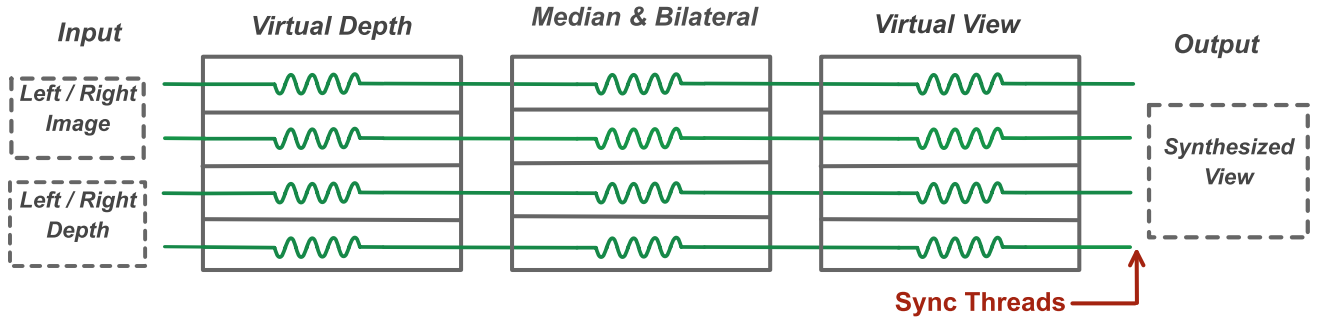 Input
Virtual Depth
Median & Bilateral
Virtual View
Output
Left / Right
Image
Left / Right
Depth
Synthesized
View
Sync Threads